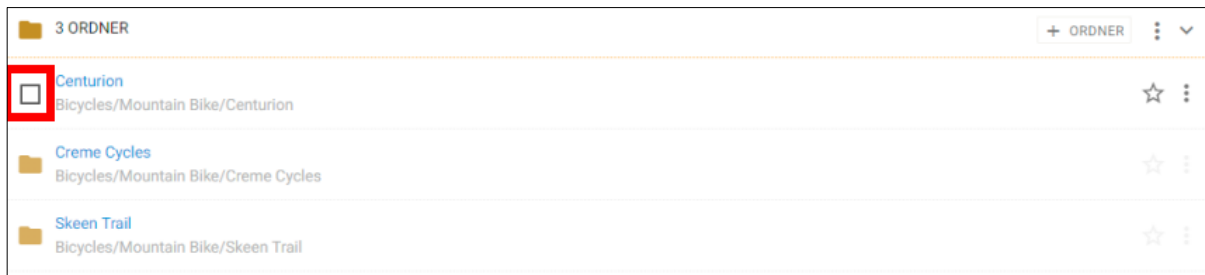 3 ORDNER
+ ORDNER
Centurion
Bicycles/Mountain Bike/Centurion
Creme Cycles
Bicycles/Mountain Bike/Creme Cycles
Skeen Trail
Bicycles/Mountain Bike/Skeen Trail